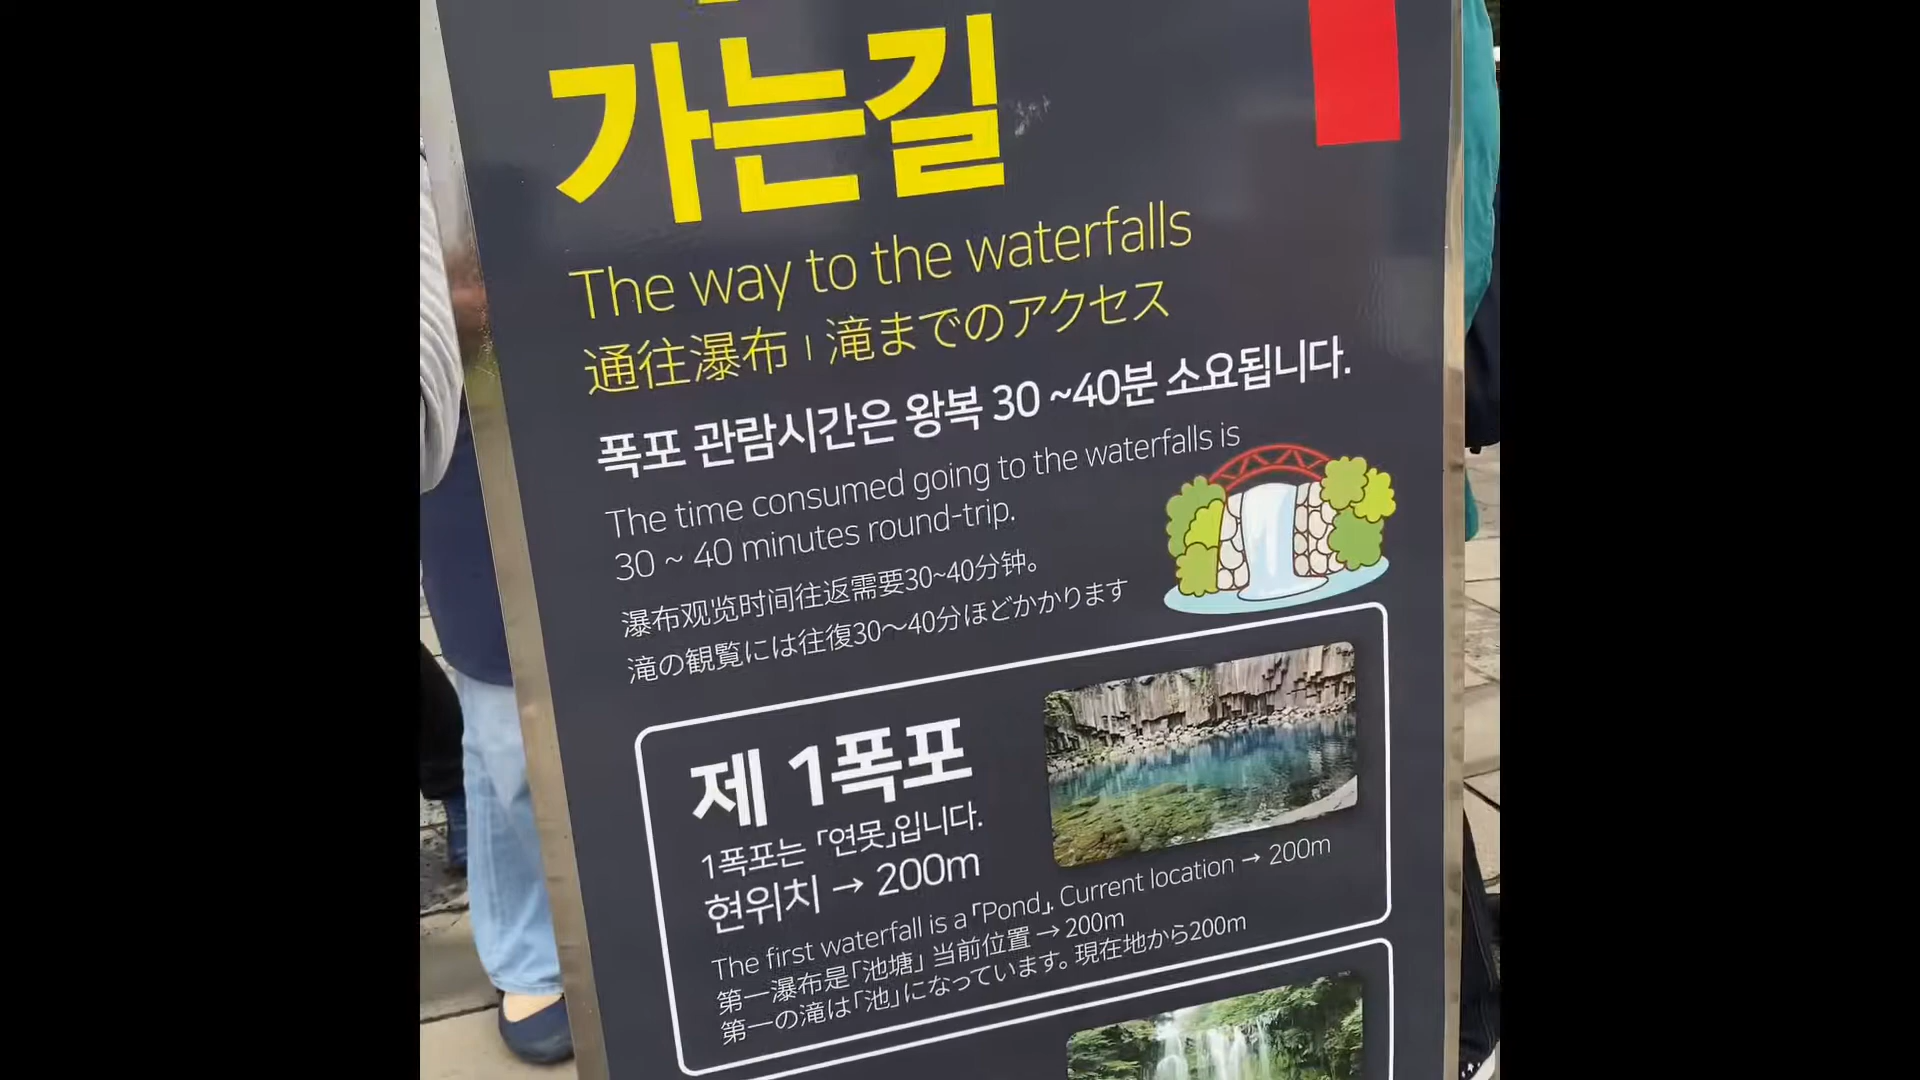 가는길
The way to the waterfalls
通往瀑布 | 滝までのアクセス
폭포 관람시간은 왕복 30 ~40분 소요됩니다.
The time consumed going to the waterfalls is
30 ~ 40 minutes round-trip.
瀑布观览时间往返需要30~40分钟。
滝の観覧には往復30～40分ほどかかります
제 1폭포
1폭포는 「연못」입니다.
현위치 → 200m
The first waterfall is a「Pond」. Current location → 200m
第一瀑布是「池塘」 当前位置 → 200m
第一の滝は「池」になっています。現在地から200m